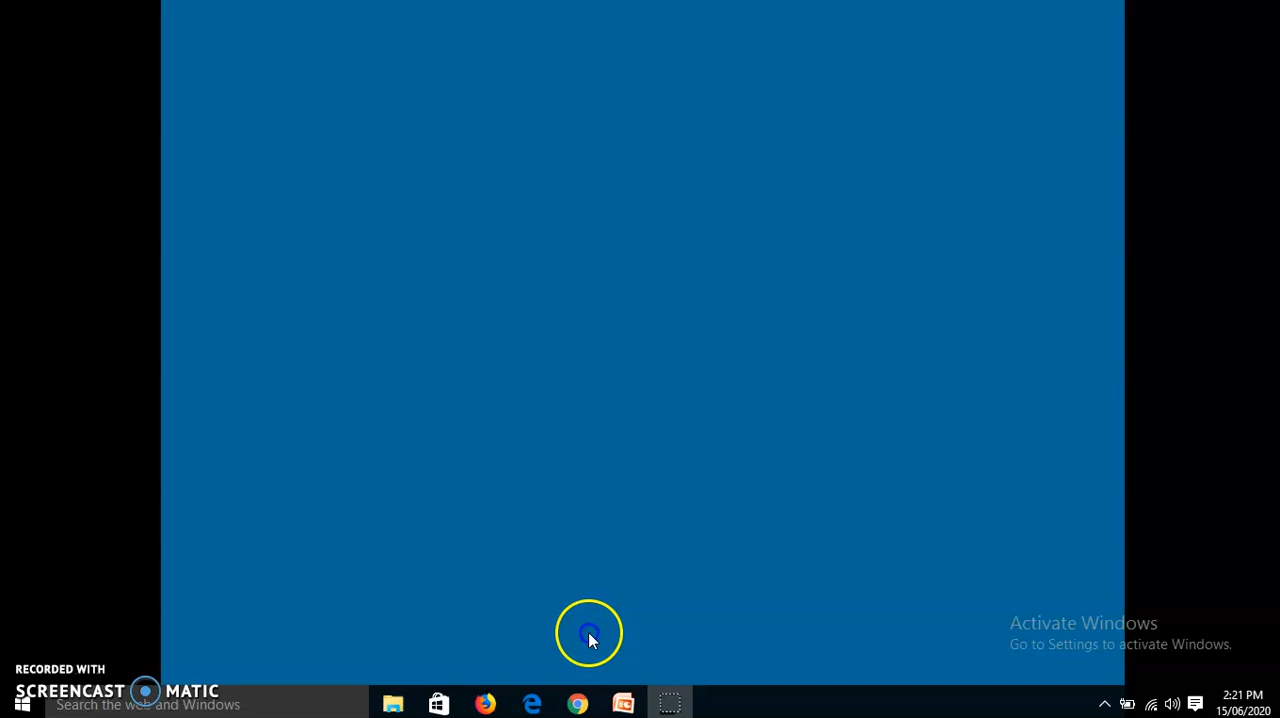 Activate Windows
Go to Settings to activate Windows.
RECORDED WITH
SCREENCAST MATIC
Search the web and Windows
2:21 PM
15/06/2020